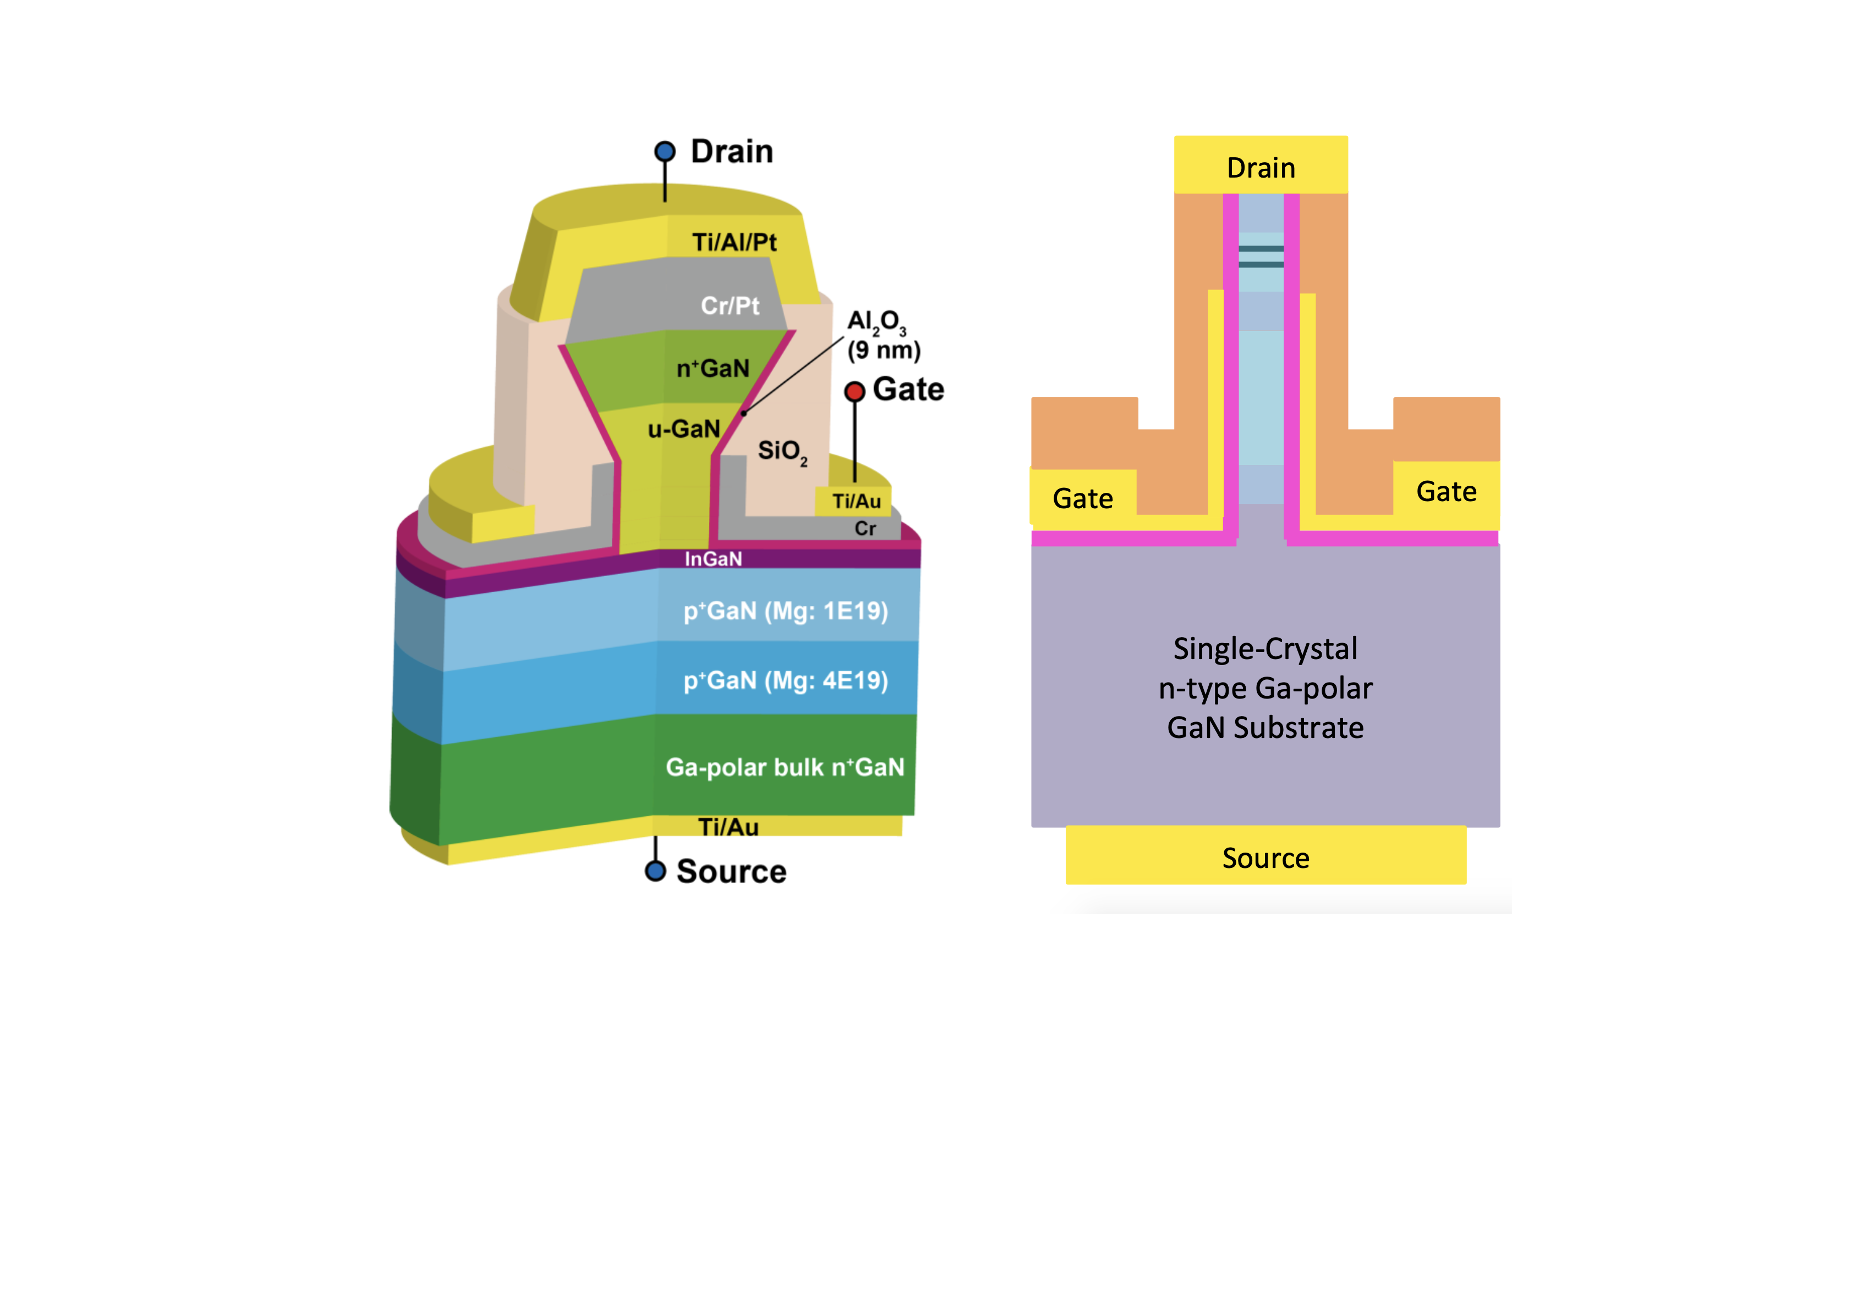 Drain
Ti/Al/Pt
Cr/Pt
Al₂O₃
(9 nm)
n⁺GaN
Gate
u-GaN
SiO₂
Ti/Au
Cr
InGaN
p⁺GaN (Mg: 1E19)
p⁺GaN (Mg: 4E19)
Ga-polar bulk n⁺GaN
Ti/Au
Source
Drain
Gate
Gate
Single-Crystal
n-type Ga-polar
GaN Substrate
Source